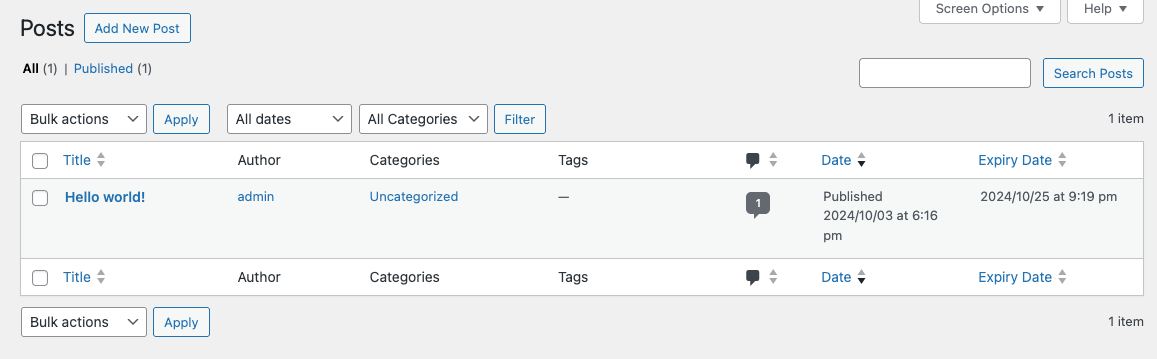 Screen Options Help
Posts Add New Post
All (1) | Published (1)
Search Posts
Bulk actions Apply All dates All Categories Filter 1 item
Title Author Categories Tags Date Expiry Date
Hello world! admin Uncategorized — 1 Published 2024/10/25 at 9:19 pm
2024/10/03 at 6:16
pm
Title Author Categories Tags Date Expiry Date
Bulk actions Apply 1 item